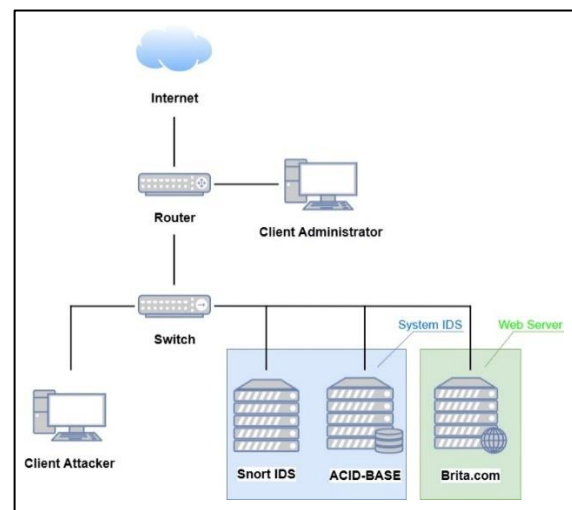 Internet
Router
Client Administrator
Switch
System IDS
Web Server
Client Attacker
Snort IDS
ACID-BASE
Brita.com